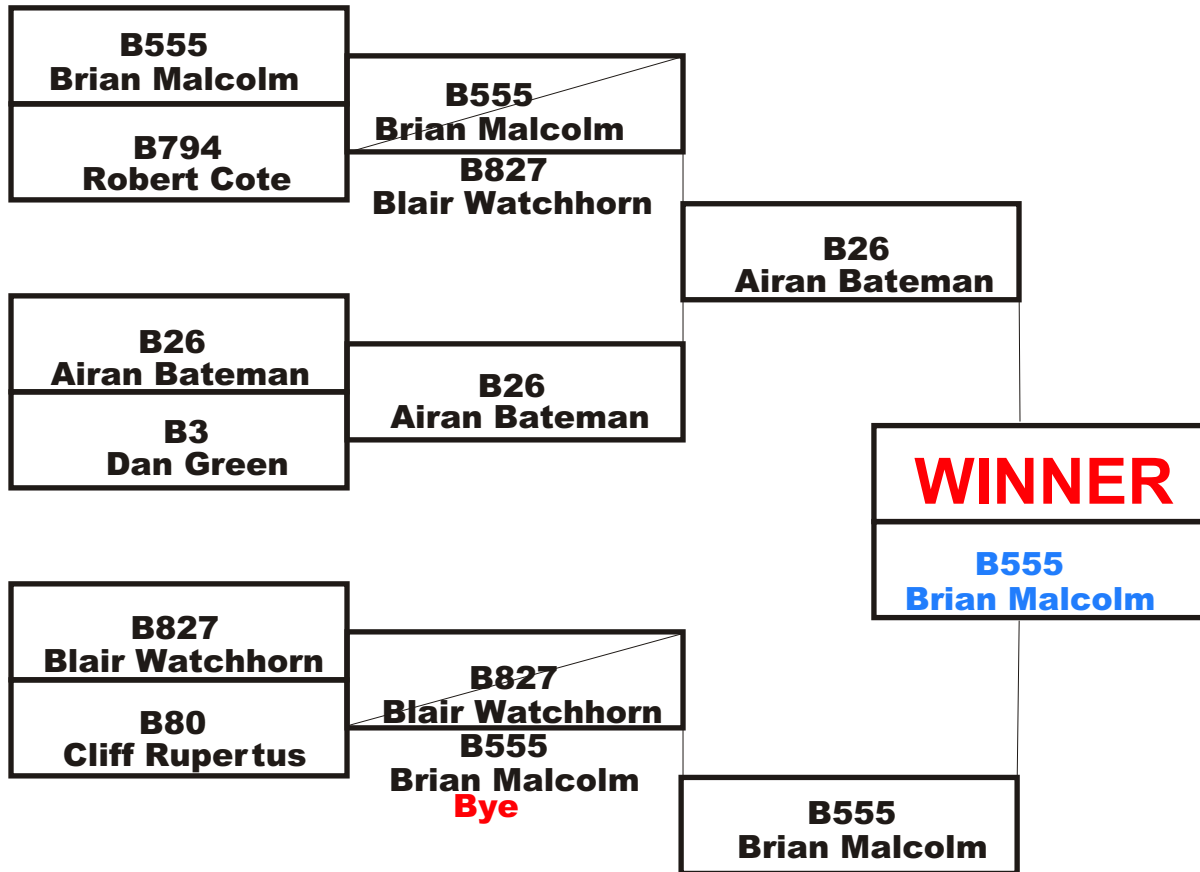 B555
Brian Malcolm
B794
Robert Cote
B26
Airan Bateman
B3
Dan Green
B827
Blair Watchhorn
B80
Cliff Rupertus
B555
Brian Malcolm
B827
Blair Watchhorn
B26
Airan Bateman
B827
Blair Watchhorn
B555
Brian Malcolm
Bye
B26
Airan Bateman
B555
Brian Malcolm
WINNER
B555
Brian Malcolm